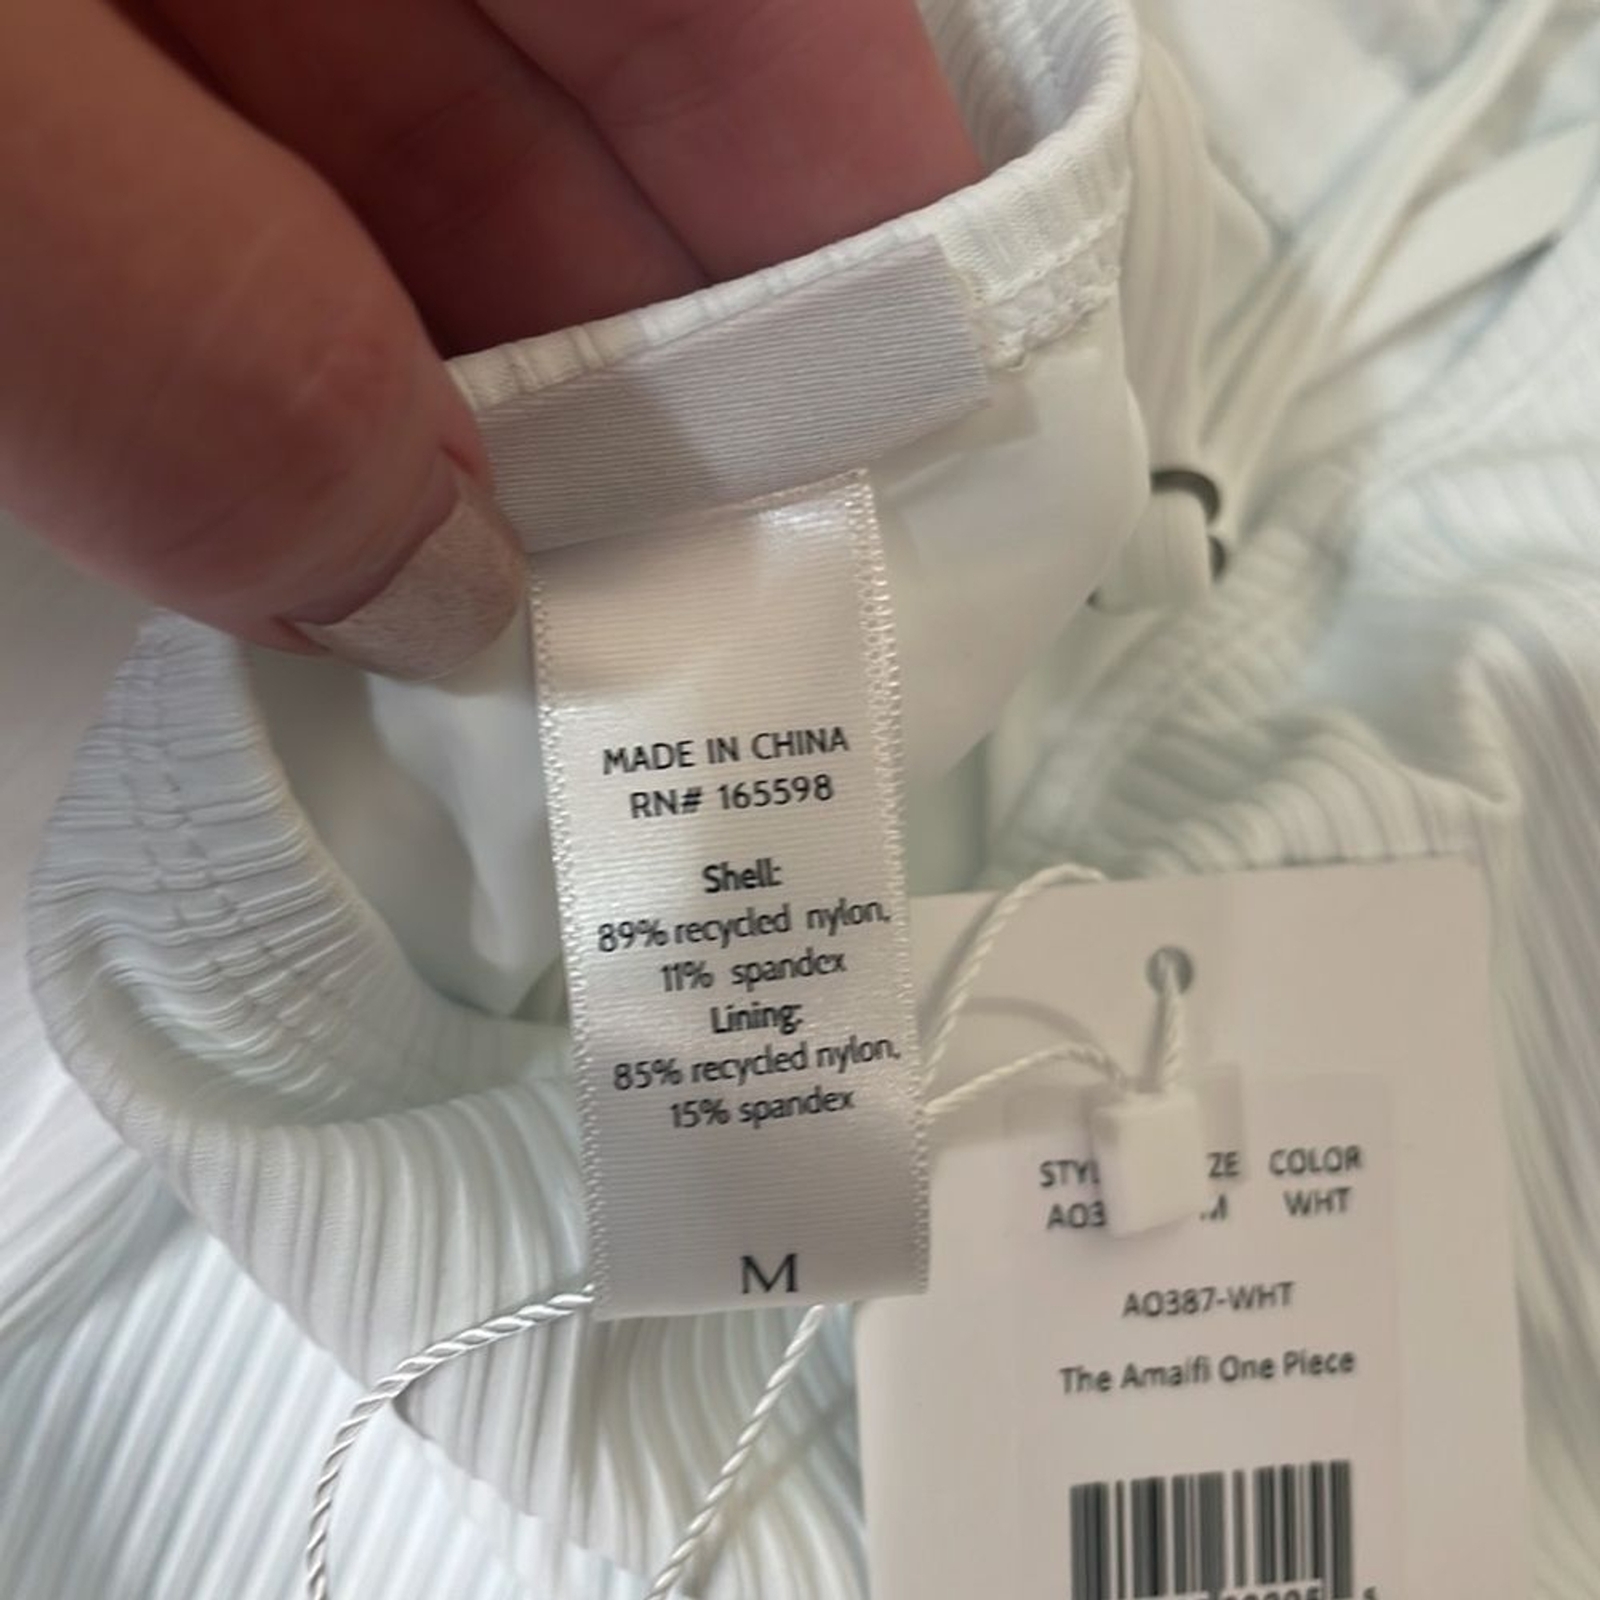 MADE IN CHINA
RN# 165598
Shell:
89% recycled nylon,
11% spandex
Lining:
85% recycled nylon,
15% spandex
M
COLOR
WHT
AO387-WHT
The Amalfi One Piece